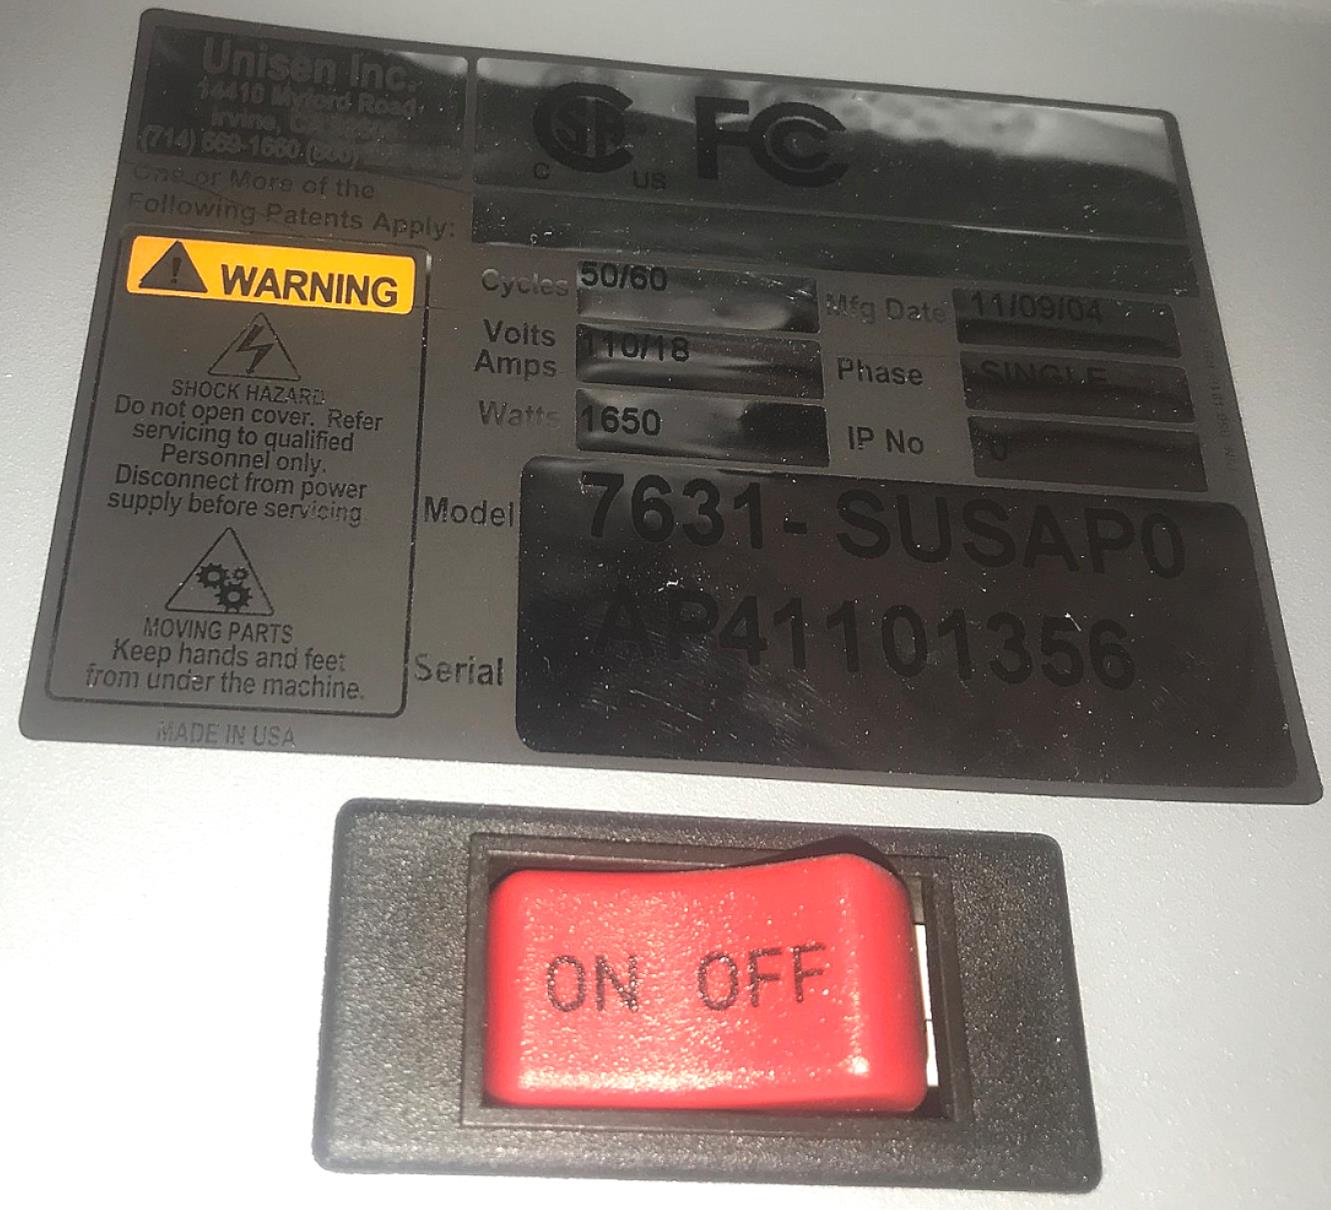 Unisen Inc.
14410 Myford Road
Irvine, CA
(714) 669-1660 (800)
One or More of the
Following Patents Apply:
C US
FC
WARNING
SHOCK HAZARD
Do not open cover. Refer
servicing to qualified
Personnel only.
Disconnect from power
supply before servicing
MOVING PARTS
Keep hands and feet
from under the machine.
MADE IN USA
Cycles 50/60
Mfg Date 11/09/04
Volts
Amps 110/18
Phase SINGLE
Watts 1650
IP No 0
Model 7631- SUSAP0
Serial AP41101356
ON OFF